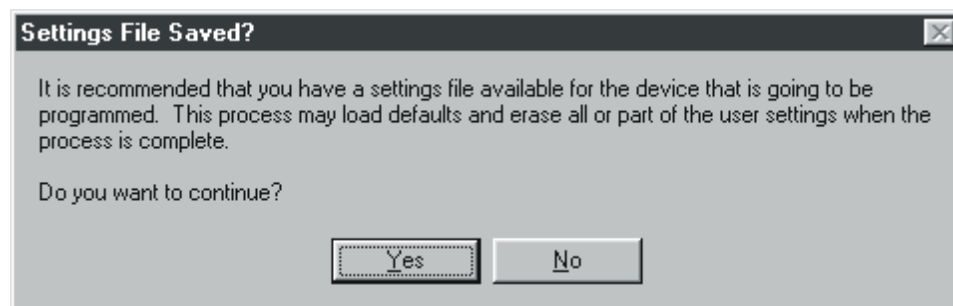 Settings File Saved?
It is recommended that you have a settings file available for the device that is going to be
programmed.  This process may load defaults and erase all or part of the user settings when the
process is complete.
Do you want to continue?
Yes
No